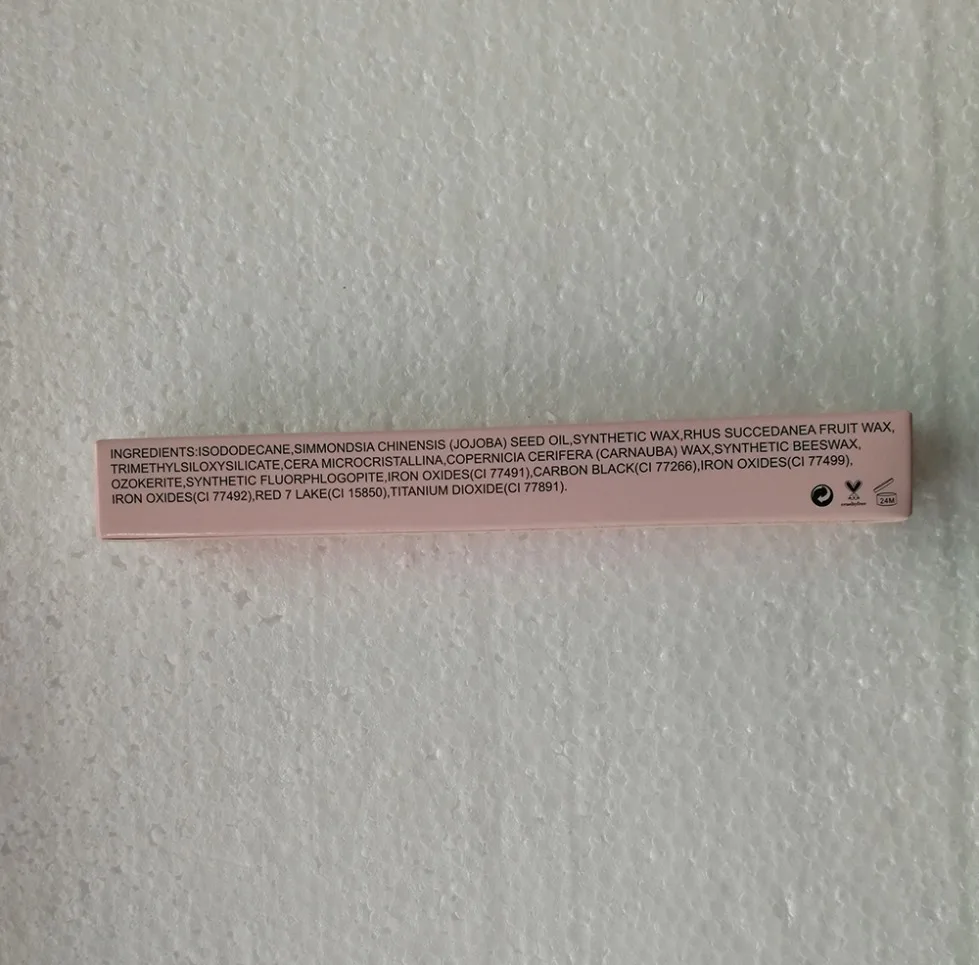 INGREDIENTS:ISODODECANE,SIMMONDSIA CHINENSIS (JOJOBA) SEED OIL,SYNTHETIC WAX,RHUS SUCCEDANEA FRUIT WAX,
TRIMETHYLSILOXYSILICATE,CERA MICROCRISTALLINA,COPERNICIA CERIFERA (CARNAUBA) WAX,SYNTHETIC BEESWAX,
OZOKERITE,SYNTHETIC FLUORPHLOGOPITE,IRON OXIDES(CI 77491),CARBON BLACK(CI 77266),IRON OXIDES(CI 77499),
IRON OXIDES(CI 77492),RED 7 LAKE(CI 15850),TITANIUM DIOXIDE(CI 77891).
24M